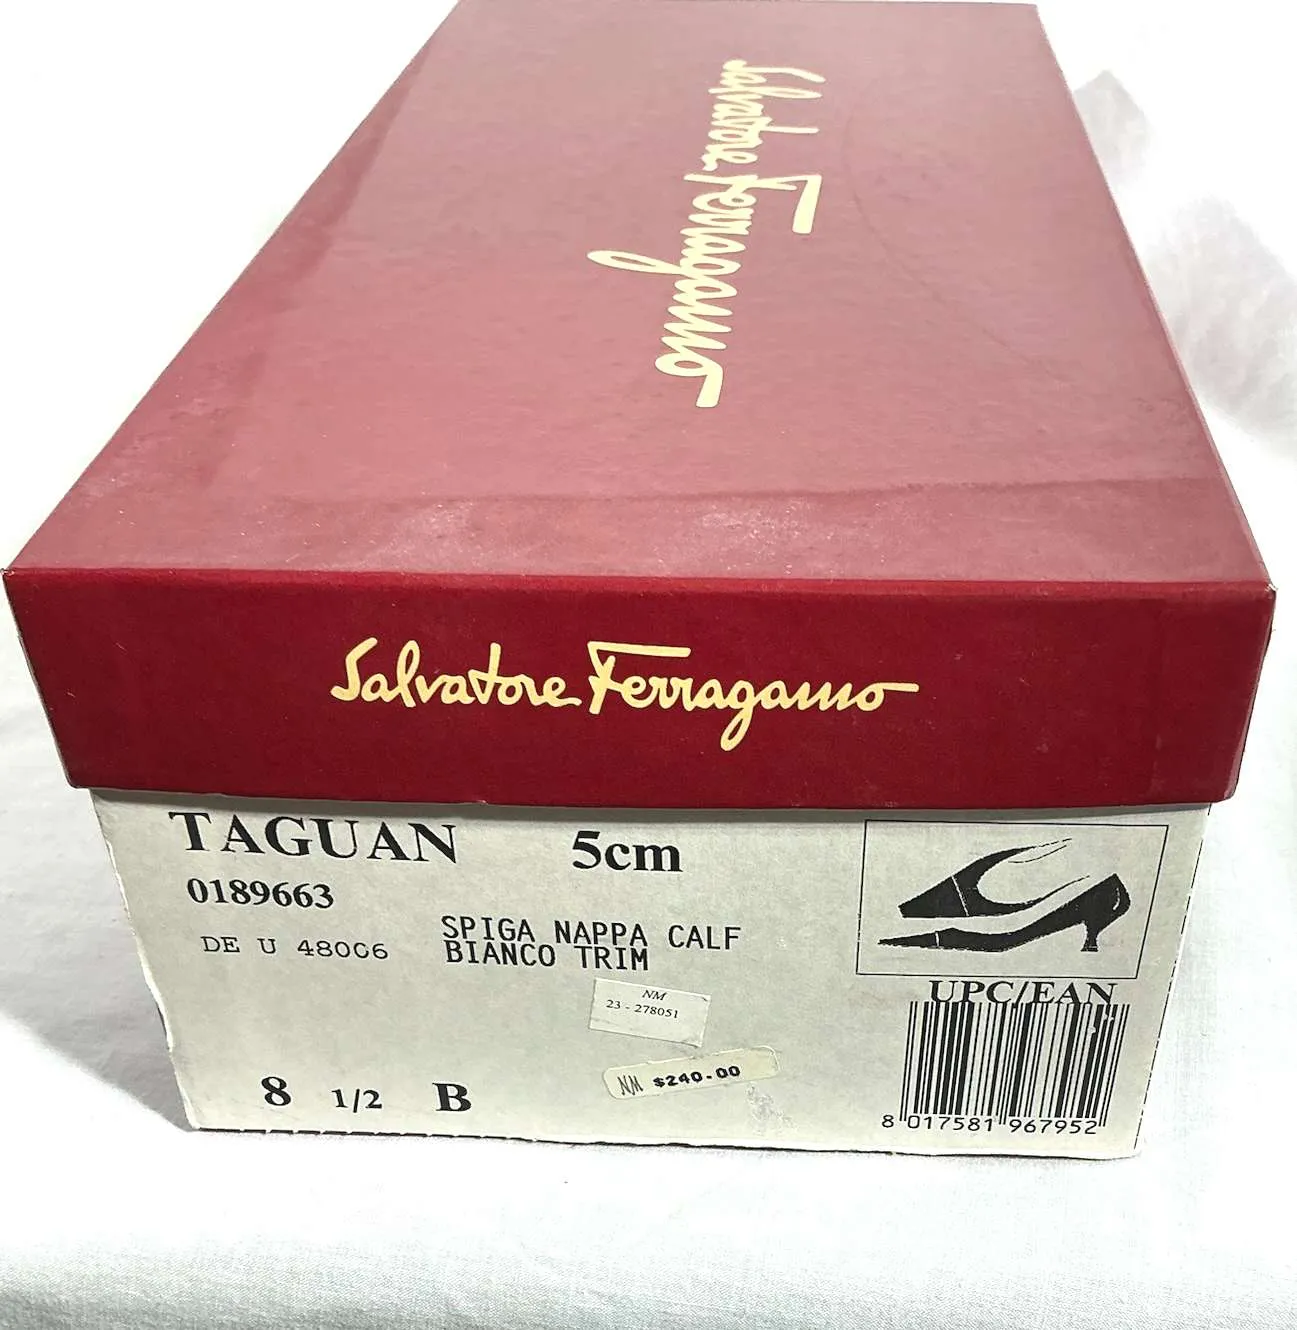 Salvatore Ferragamo
Salvatore Ferragamo
TAGUAN 5cm
0189663
DE U 48006
SPIGA NAPPA CALF
BIANCO TRIM
NM
23 - 278051
NM $240.00
8 1/2 B
UPC/EAN
8 017581 967952